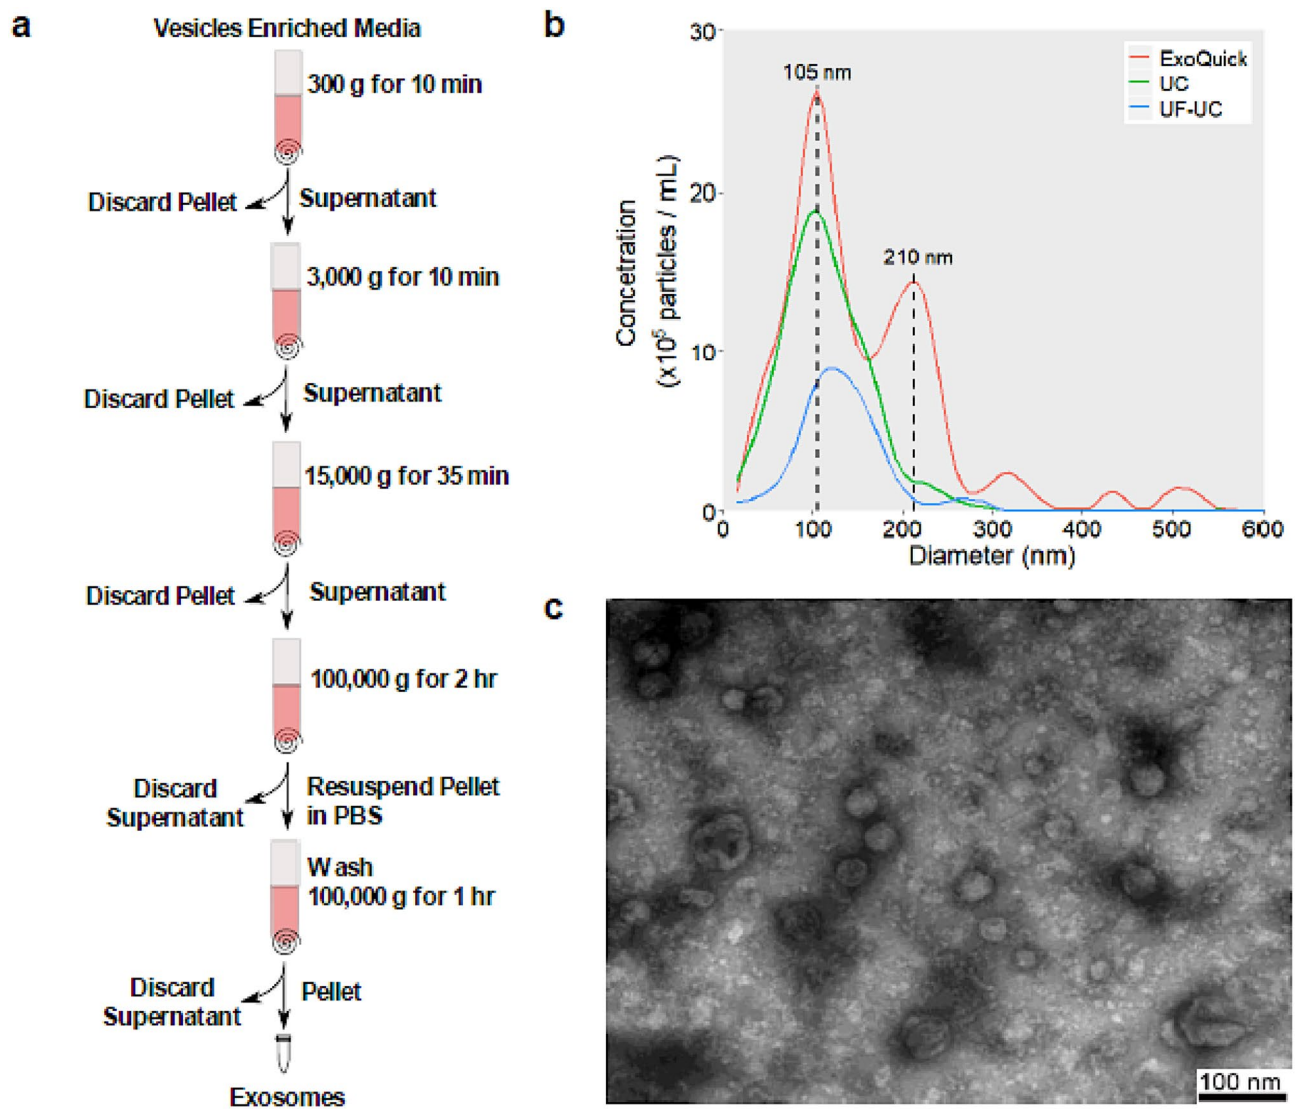 a
Vesicles Enriched Media
300 g for 10 min
Discard Pellet
Supernatant
3,000 g for 10 min
Discard Pellet
Supernatant
15,000 g for 35 min
Discard Pellet
Supernatant
100,000 g for 2 hr
Discard
Supernatant
Resuspend Pellet
in PBS
Wash
100,000 g for 1 hr
Discard
Supernatant
Pellet
Exosomes
b
30
20
10
0
Concetration
(x10⁵ particles / mL)
105 nm
210 nm
ExoQuick
UC
UF-UC
0 100 200 300 400 500 600
Diameter (nm)
c
100 nm